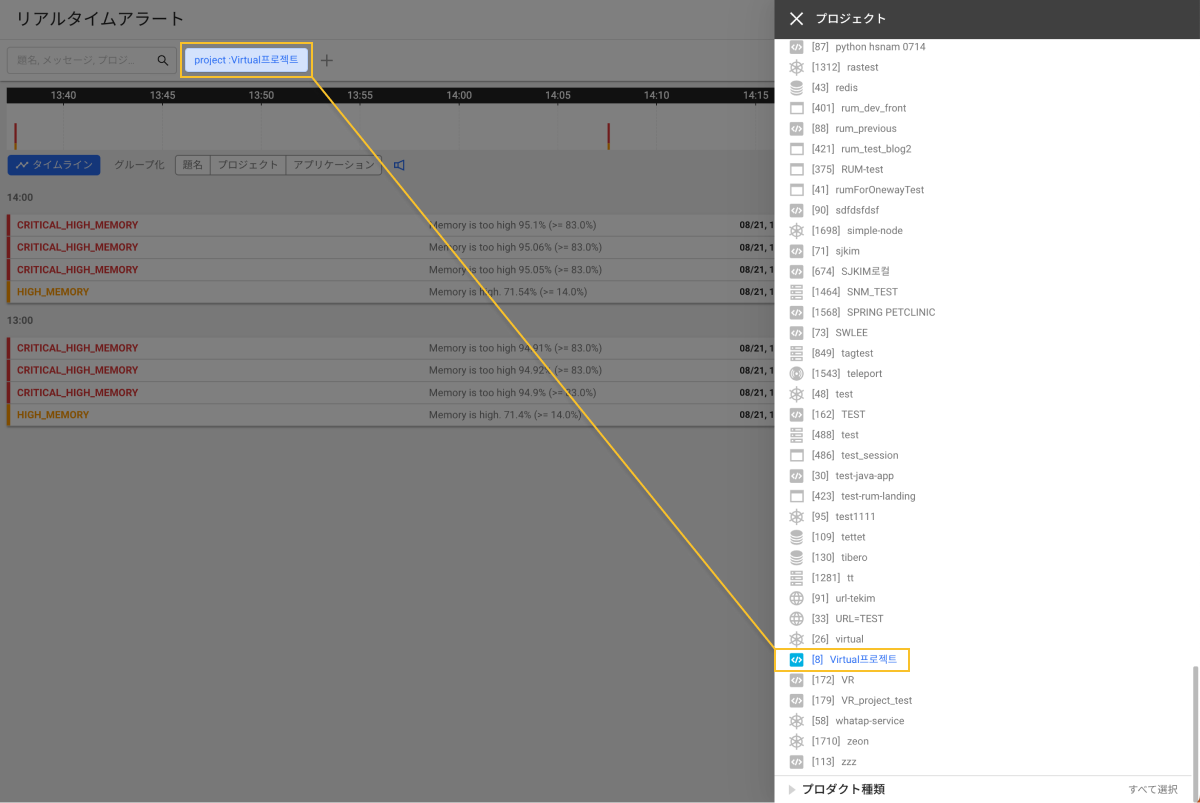 リアルタイムアラート
題名, メッセージ, プロジ...
project :Virtual프로젝트
13:40 13:45 13:50 13:55 14:00 14:05 14:10 14:15
タイムライン グループ化 題名 プロジェクト アプリケーション
14:00
CRITICAL_HIGH_MEMORY Memory is too high 95.1% (>= 83.0%) 08/21, 1
CRITICAL_HIGH_MEMORY Memory is too high 95.06% (>= 83.0%) 08/21, 1
CRITICAL_HIGH_MEMORY Memory is too high 95.05% (>= 83.0%) 08/21, 1
HIGH_MEMORY Memory is high. 71.54% (>= 14.0%) 08/21, 1
13:00
CRITICAL_HIGH_MEMORY Memory is too high 94.91% (>= 83.0%) 08/21, 1
CRITICAL_HIGH_MEMORY Memory is too high 94.92% (>= 83.0%) 08/21, 1
CRITICAL_HIGH_MEMORY Memory is too high 94.9% (>= 83.0%) 08/21, 1
HIGH_MEMORY Memory is high. 71.4% (>= 14.0%) 08/21, 1
プロジェクト
[87] python hsnam 0714
[1312] rastest
[43] redis
[401] rum_dev_front
[88] rum_previous
[421] rum_test_blog2
[375] RUM-test
[41] rumForOnewayTest
[90] sdfdsfdsf
[1698] simple-node
[71] sjkim
[674] SJKIM로컬
[1464] SNM_TEST
[1568] SPRING PETCLINIC
[73] SWLEE
[849] tagtest
[1543] teleport
[48] test
[162] TEST
[488] test
[486] test_session
[30] test-java-app
[423] test-rum-landing
[95] test1111
[109] tettet
[130] tibero
[1281] tt
[91] url-tekim
[33] URL=TEST
[26] virtual
[8] Virtual프로젝트
[172] VR
[179] VR_project_test
[58] whatap-service
[1710] zeon
[113] zzz
プロダクト種類 すべて選択